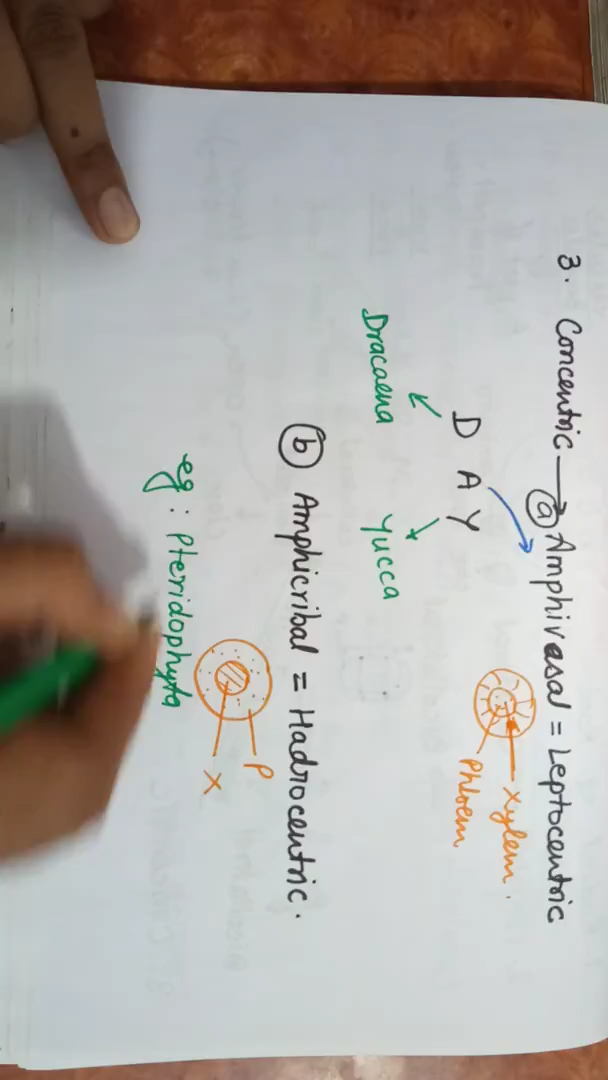 3. Concentric → ⓐ Amphivasal = Leptocentric
xylem.
Phloem
D A Y
Dracaena Yucca
ⓑ Amphicribal = Hadrocentric.
P
X
eg : Pteridophyta